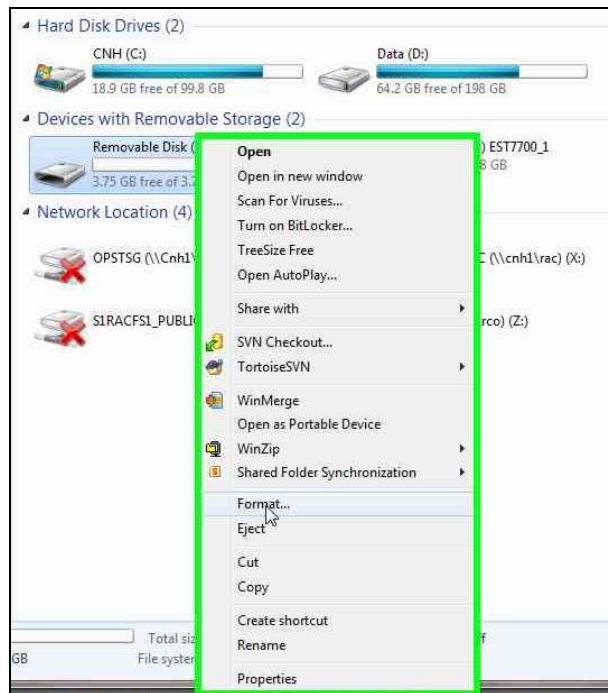 Hard Disk Drives (2)
CNH (C:)
18.9 GB free of 99.8 GB
Data (D:)
64.2 GB free of 198 GB
Devices with Removable Storage (2)
Removable Disk (
3.75 GB free of 3.7
) EST7700_1
8 GB
Network Location (4)
OPSTSG (\\Cnh1\
C (\\cnh1\rac) (X:)
S1RACFS1_PUBLI
rco) (Z:)
Open
Open in new window
Scan For Viruses...
Turn on BitLocker...
TreeSize Free
Open AutoPlay...
Share with
SVN Checkout...
TortoiseSVN
WinMerge
Open as Portable Device
WinZip
Shared Folder Synchronization
Format...
Eject
Cut
Copy
Create shortcut
Rename
Properties
Total siz
GB
File syster